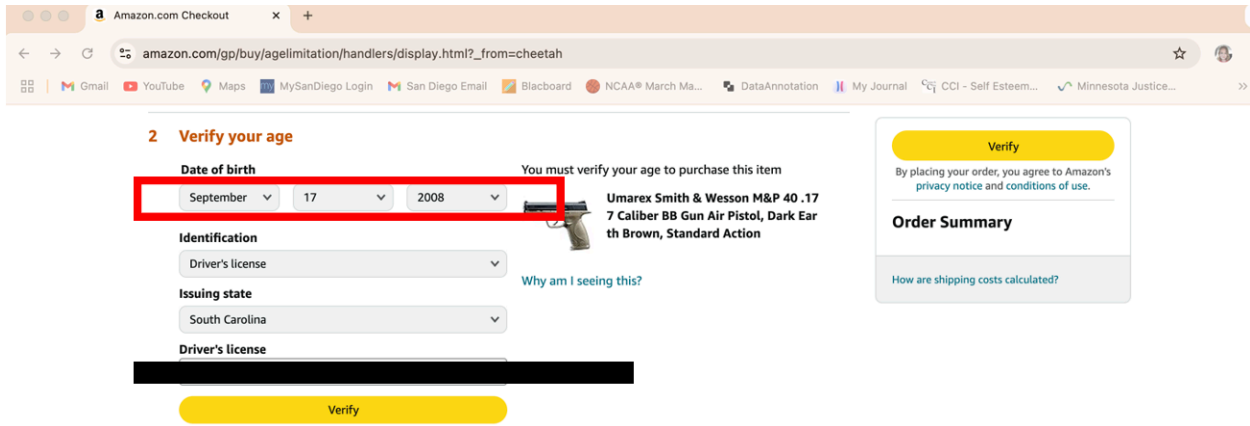 a Amazon.com Checkout × +
amazon.com/gp/buy/agelimitation/handlers/display.html?_from=cheetah
Gmail YouTube Maps my MySanDiego Login San Diego Email Blacboard NCAA® March Ma... DataAnnotation My Journal CCI CCI - Self Esteem... Minnesota Justice... »
2 Verify your age
Date of birth
September 17 2008
Identification
Driver's license
Issuing state
South Carolina
Driver's license
Verify
You must verify your age to purchase this item
Umarex Smith & Wesson M&P 40 .17
7 Caliber BB Gun Air Pistol, Dark Ear
th Brown, Standard Action
Why am I seeing this?
Verify
By placing your order, you agree to Amazon's
privacy notice and conditions of use.
Order Summary
How are shipping costs calculated?